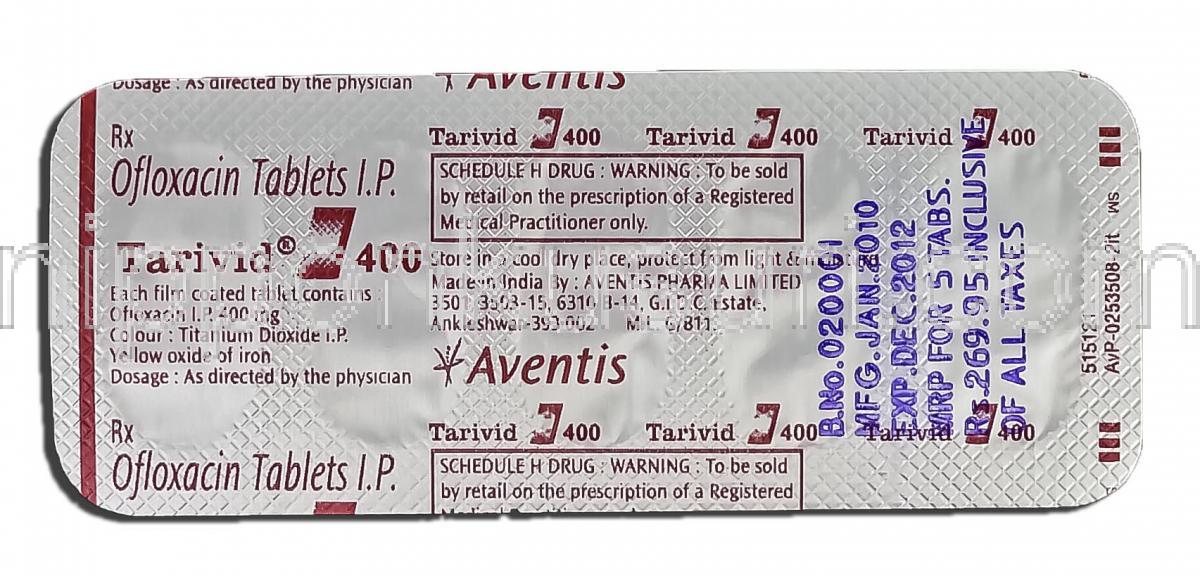 Dosage : As directed by the physician
Aventis
Rx
Ofloxacin Tablets I.P.
Tarivid® 400
Each film coated tablet contains :
Ofloxacin I.P. 400 mg
Colour : Titanium Dioxide I.P.
Yellow oxide of iron
Dosage : As directed by the physician
Rx
Ofloxacin Tablets I.P.
Tarivid 400 Tarivid 400 Tarivid 400
SCHEDULE H DRUG : WARNING : To be sold
by retail on the prescription of a Registered
Medical Practitioner only.
Store in a cool dry place, protect from light &
Made in India By : AVENTIS PHARMA LIMITED
3501, 3503-15, 6310 B-14, G.I.D.C. Estate,
Ankleshwar-393 002
Aventis
Tarivid 400 Tarivid 400 Tarivid 400
SCHEDULE H DRUG : WARNING : To be sold
by retail on the prescription of a Registered
B.No.020001
MFG.JAN.2010
EXP.DEC.2012
MRP FOR 5 TABS.
Rs.269.95 INCLUSIVE
OF ALL TAXES
515121
AvP-0253508-2it
SM